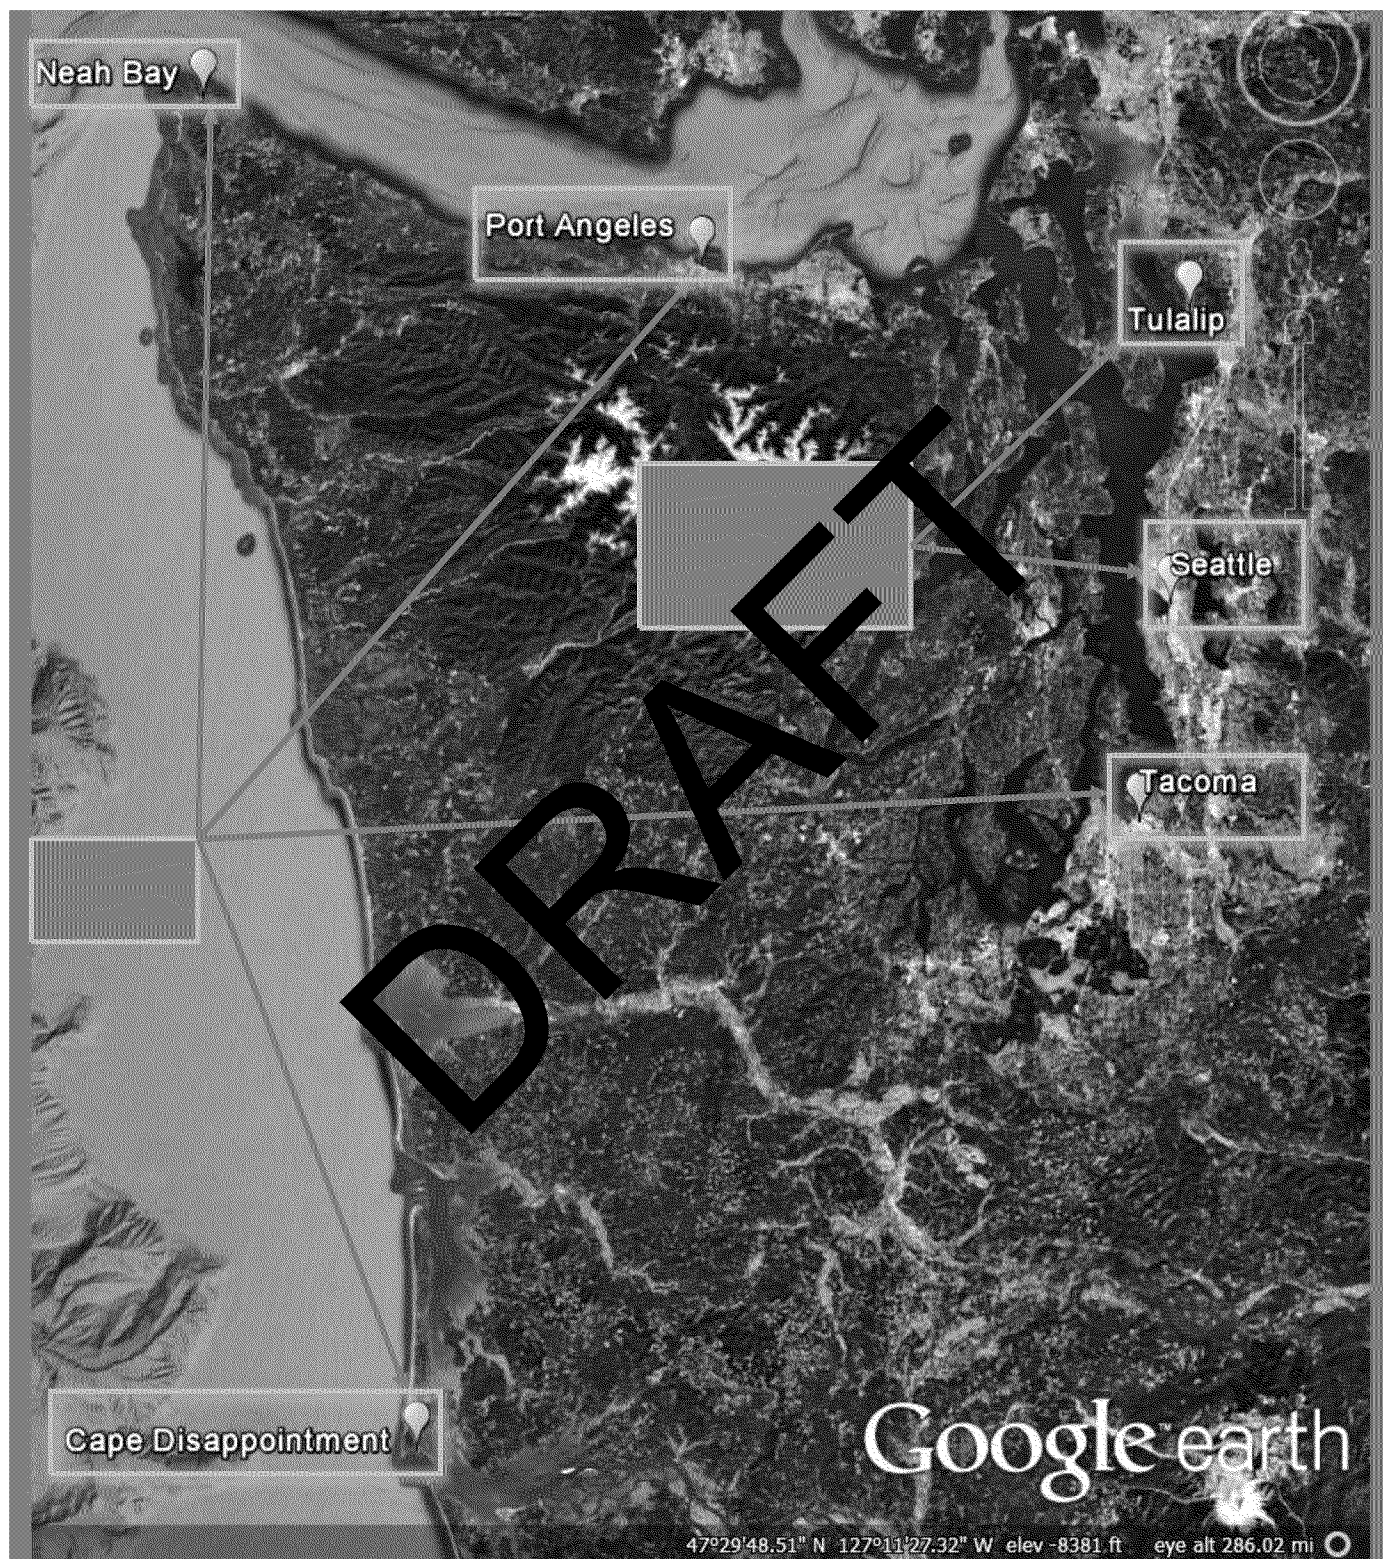 Neah Bay
Port Angeles
Tulalip
Seattle
Tacoma
DRAFT
Cape Disappointment
Google™ earth
47°29'48.51" N 127°11'27.32" W elev -8381 ft eye alt 286.02 mi